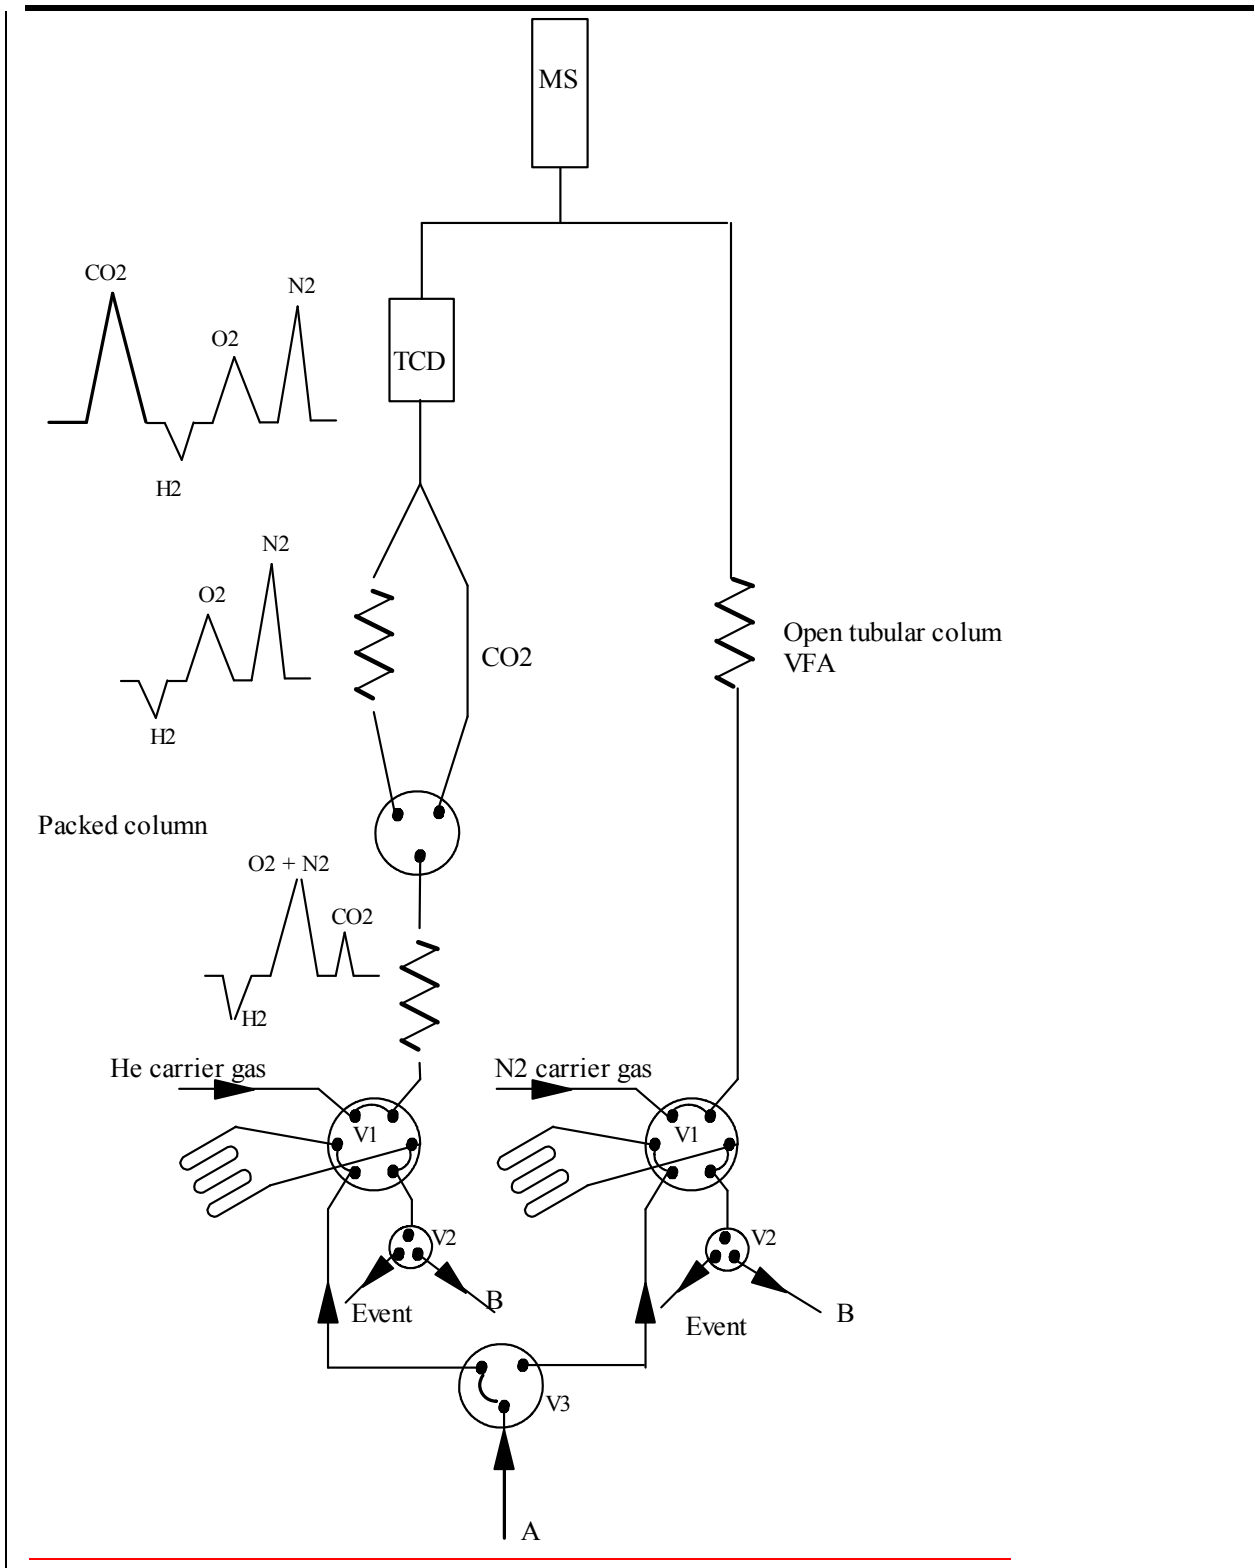 MS
CO2
N2
O2
TCD
H2
N2
O2
Open tubular colum
VFA
CO2
H2
Packed column
O2 + N2
CO2
H2
He carrier gas
N2 carrier gas
V1
V1
V2
V2
B
Event
B
Event
V3
A